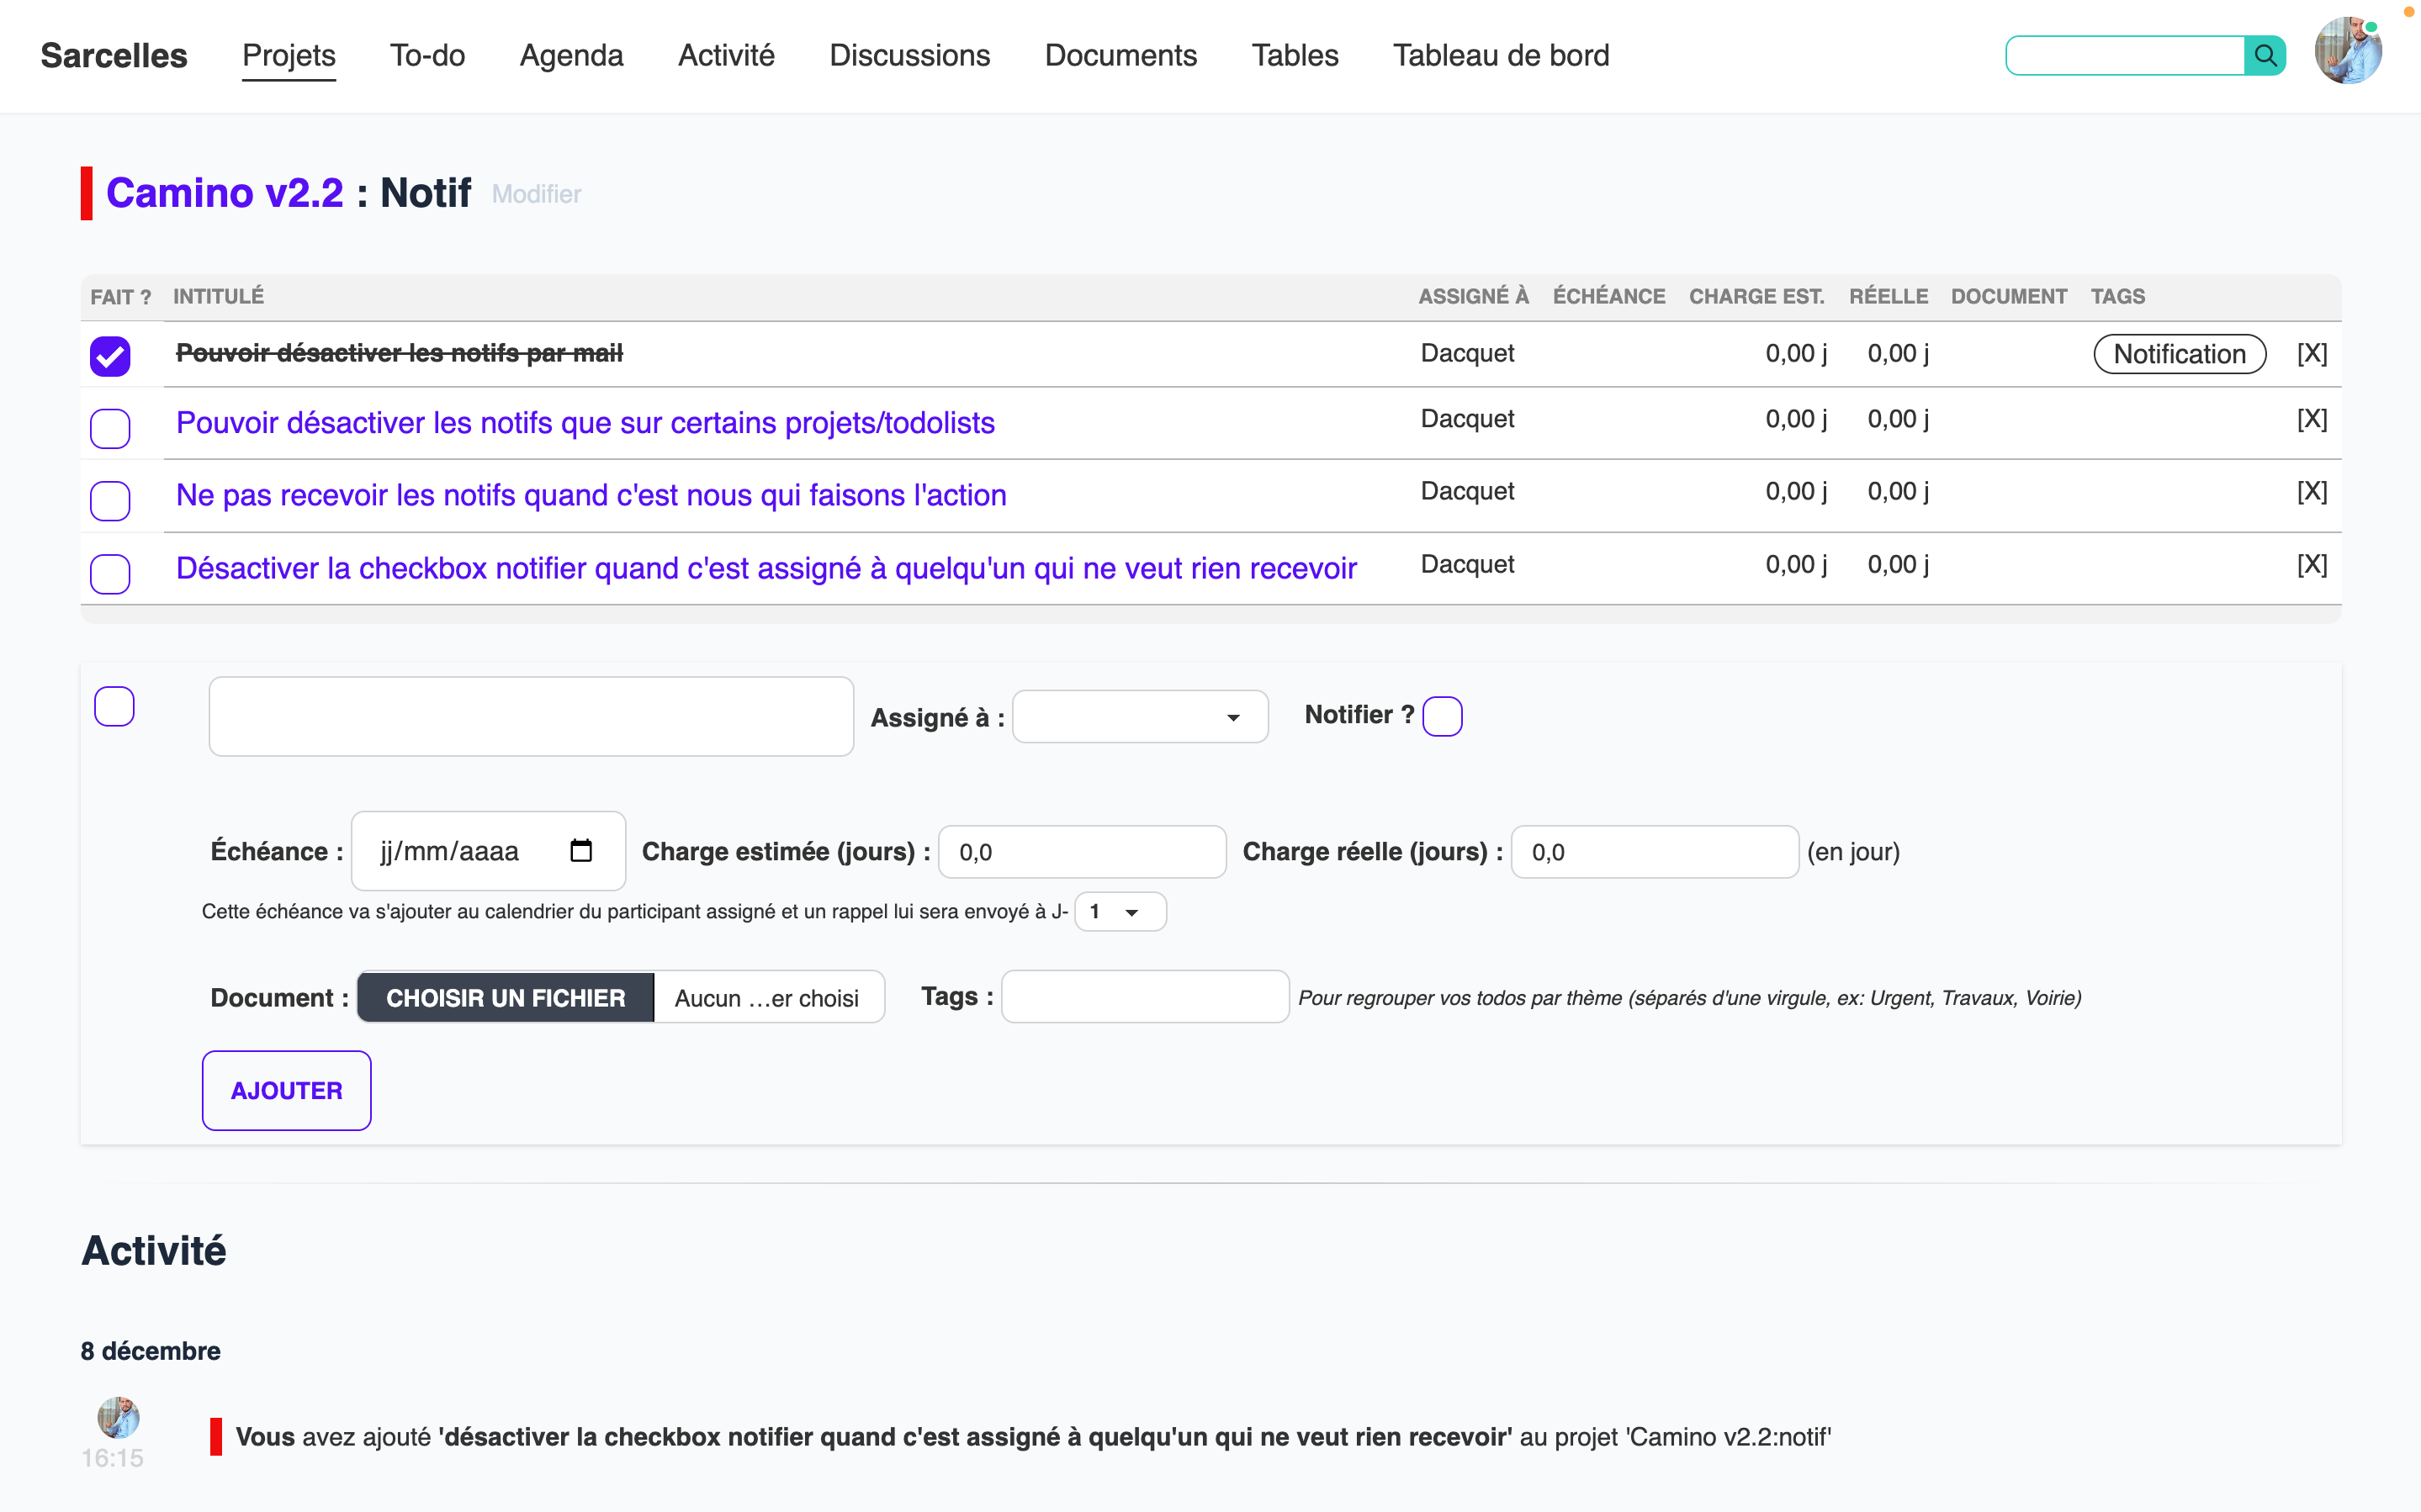 Sarcelles Projets To-do Agenda Activité Discussions Documents Tables Tableau de bord
Camino v2.2 : Notif Modifier
FAIT ? INTITULÉ ASSIGNÉ À ÉCHÉANCE CHARGE EST. RÉELLE DOCUMENT TAGS
Pouvoir désactiver les notifs par mail Dacquet 0,00 j 0,00 j Notification [X]
Pouvoir désactiver les notifs que sur certains projets/todolists Dacquet 0,00 j 0,00 j [X]
Ne pas recevoir les notifs quand c'est nous qui faisons l'action Dacquet 0,00 j 0,00 j [X]
Désactiver la checkbox notifier quand c'est assigné à quelqu'un qui ne veut rien recevoir Dacquet 0,00 j 0,00 j [X]
Assigné à : Notifier ?
Échéance : jj/mm/aaaa Charge estimée (jours) : 0,0 Charge réelle (jours) : 0,0 (en jour)
Cette échéance va s'ajouter au calendrier du participant assigné et un rappel lui sera envoyé à J- 1
Document : CHOISIR UN FICHIER Aucun …er choisi Tags : Pour regrouper vos todos par thème (séparés d'une virgule, ex: Urgent, Travaux, Voirie)
AJOUTER
Activité
8 décembre
Vous avez ajouté 'désactiver la checkbox notifier quand c'est assigné à quelqu'un qui ne veut rien recevoir' au projet 'Camino v2.2:notif'
16:15